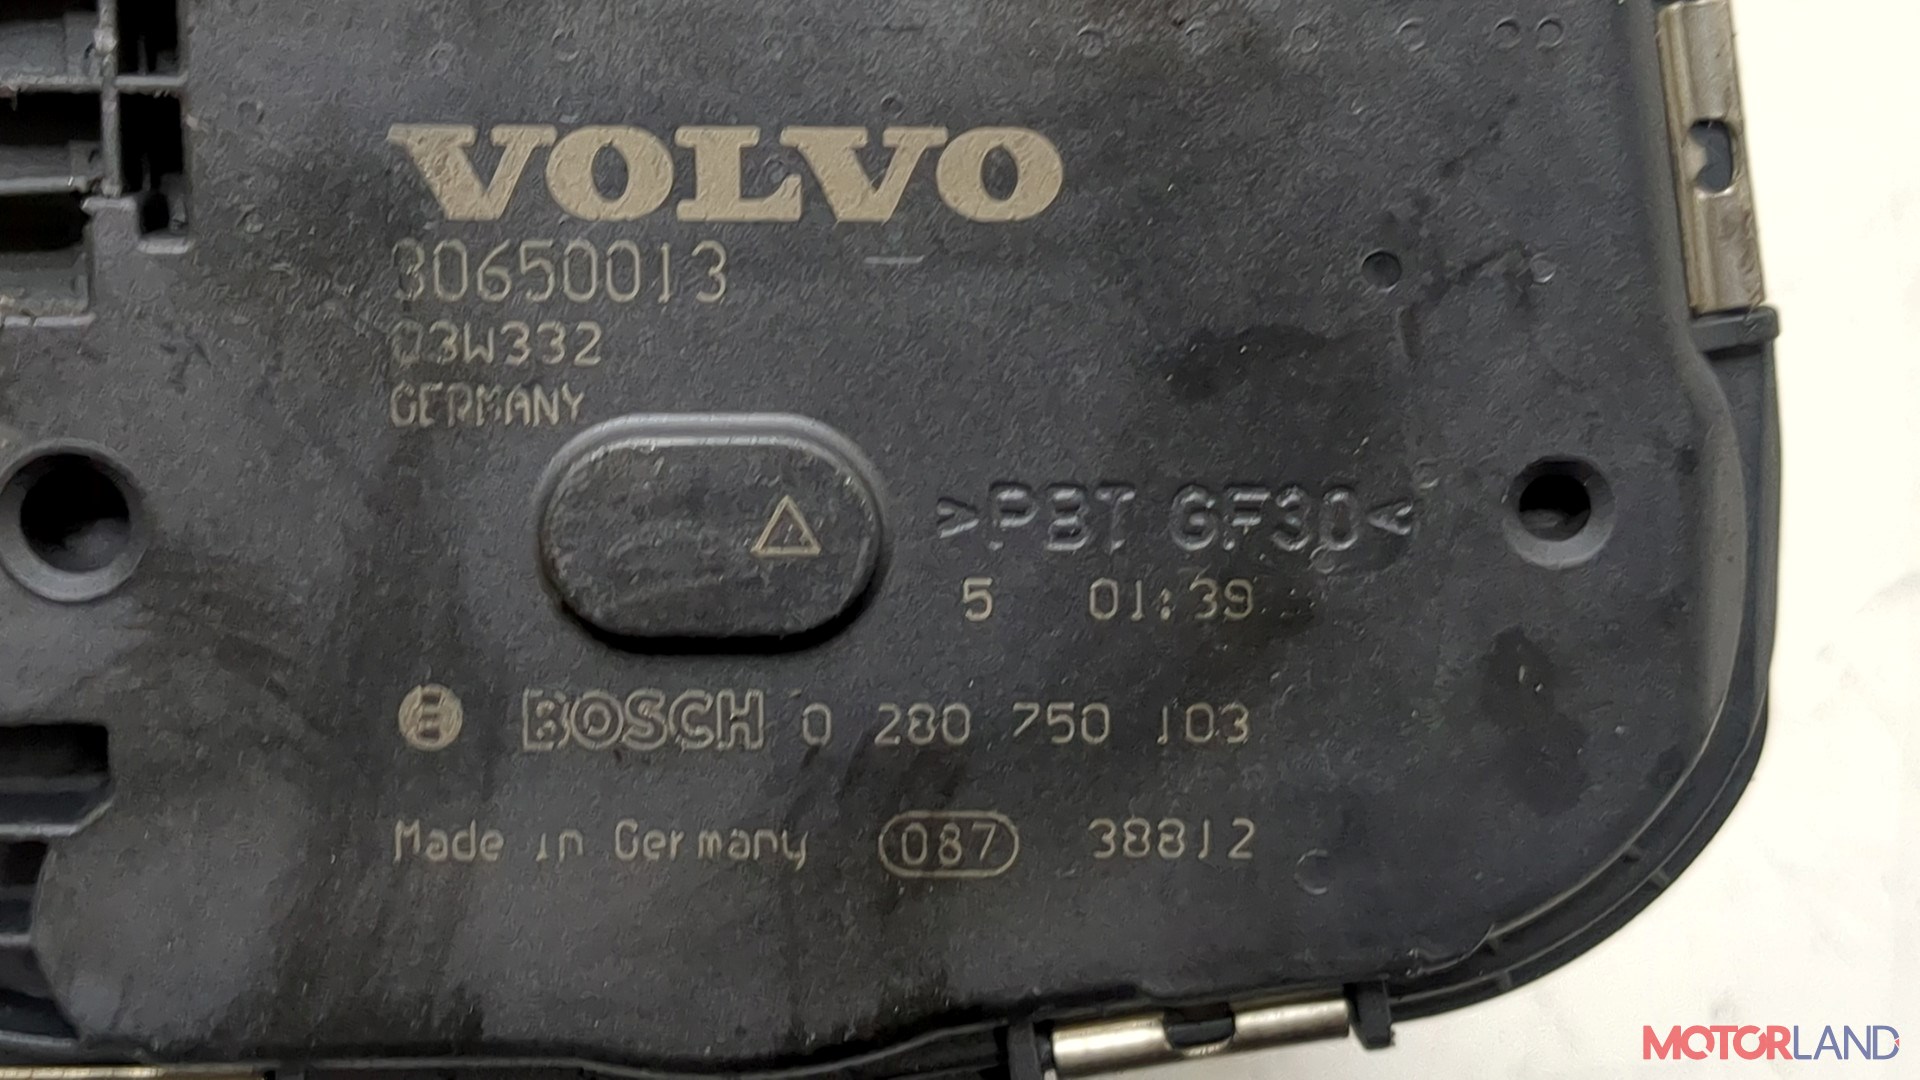 VOLVO
30650013
03W332
GERMANY
>PBT GF30<
5 01:39
BOSCH 0 280 750 103
Made in Germany 087 38812
MOTORLAND